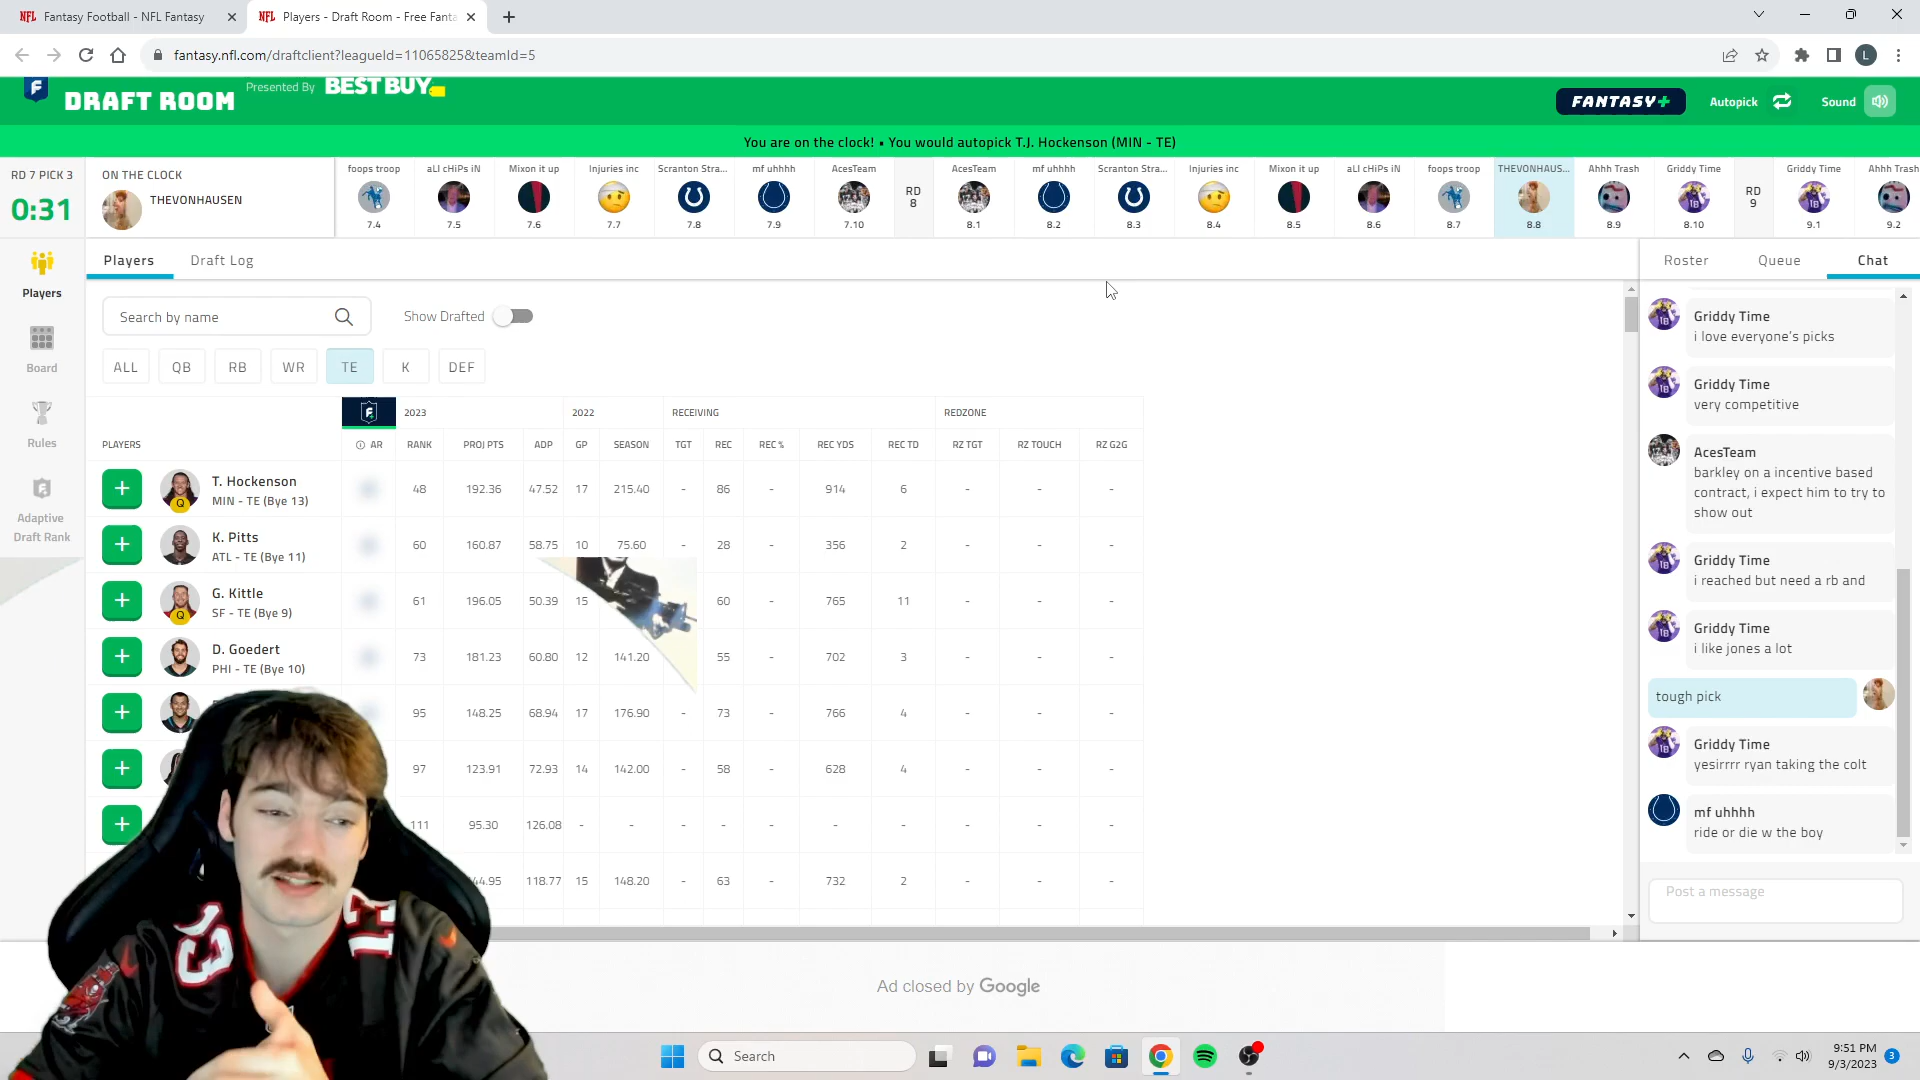 Fantasy Football - NFL Fantasy
Players - Draft Room - Free Fanta
fantasy.nfl.com/draftclient?leagueId=11065825&teamId=5
L
DRAFT ROOM
Presented By
BEST BUY
FANTASY+
Autopick
Sound
You are on the clock! • You would autopick T.J. Hockenson (MIN - TE)
RD 7 PICK 3
0:31
ON THE CLOCK
THEVONHAUSEN
foops troop
7.4
aLl cHiPs iN
7.5
Mixon it up
7.6
Injuries inc
7.7
Scranton Stra...
7.8
mf uhhhh
7.9
AcesTeam
7.10
RD
8
AcesTeam
8.1
mf uhhhh
8.2
Scranton Stra...
8.3
Injuries inc
8.4
Mixon it up
8.5
aLl cHiPs iN
8.6
foops troop
8.7
THEVONHAUS...
8.8
Ahhh Trash
8.9
Griddy Time
8.10
RD
9
Griddy Time
9.1
Ahhh Trash
9.2
Players
Board
Rules
Adaptive
Draft Rank
Players
Draft Log
Search by name
Show Drafted
ALL
QB
RB
WR
TE
K
DEF
2023
2022
RECEIVING
REDZONE
PLAYERS
AR
RANK
PROJ PTS
ADP
GP
SEASON
TGT
REC
REC %
REC YDS
REC TD
RZ TGT
RZ TOUCH
RZ G2G
T. Hockenson
MIN - TE (Bye 13)
Q
48 192.36 47.52 17 215.40 - 86 - 914 6 - - -
K. Pitts
ATL - TE (Bye 11)
60 160.87 58.75 10 75.60 - 28 - 356 2 - - -
G. Kittle
SF - TE (Bye 9)
Q
61 196.05 50.39 15 60 - 765 11 - - -
D. Goedert
PHI - TE (Bye 10)
73 181.23 60.80 12 141.20 55 - 702 3 - - -
95 148.25 68.94 17 176.90 - 73 - 766 4 - - -
97 123.91 72.93 14 142.00 - 58 - 628 4 - - -
111 95.30 126.08 - - - - - - - - - -
44.95 118.77 15 148.20 - 63 - 732 2 - - -
Roster
Queue
Chat
Griddy Time
i love everyone's picks
Griddy Time
very competitive
AcesTeam
barkley on a incentive based
contract, i expect him to try to
show out
Griddy Time
i reached but need a rb and
Griddy Time
i like jones a lot
tough pick
Griddy Time
yesirrrr ryan taking the colt
mf uhhhh
ride or die w the boy
Post a message
Ad closed by Google
Search
9:51 PM
9/3/2023
3